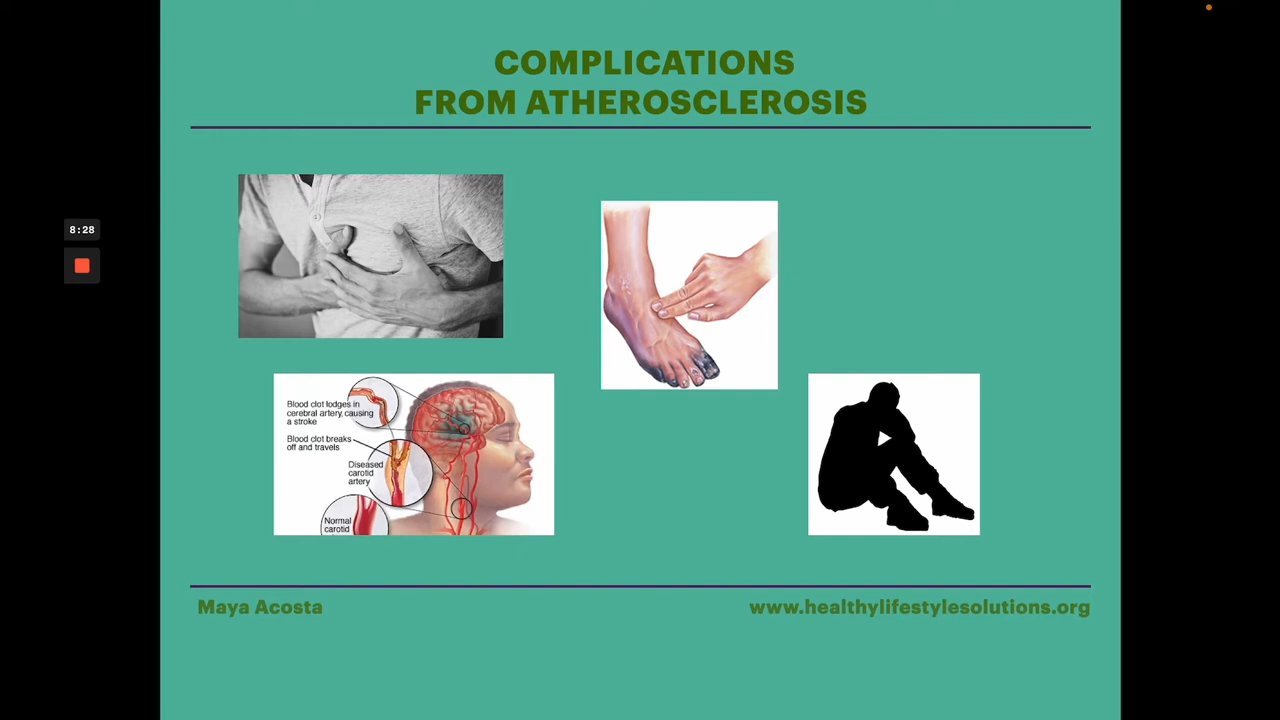 COMPLICATIONS
FROM ATHEROSCLEROSIS
8:28
Blood clot lodges in
cerebral artery, causing
a stroke
Blood clot breaks
off and travels
Diseased
carotid
artery
Normal
carotid
Maya Acosta
www.healthylifestylesolutions.org